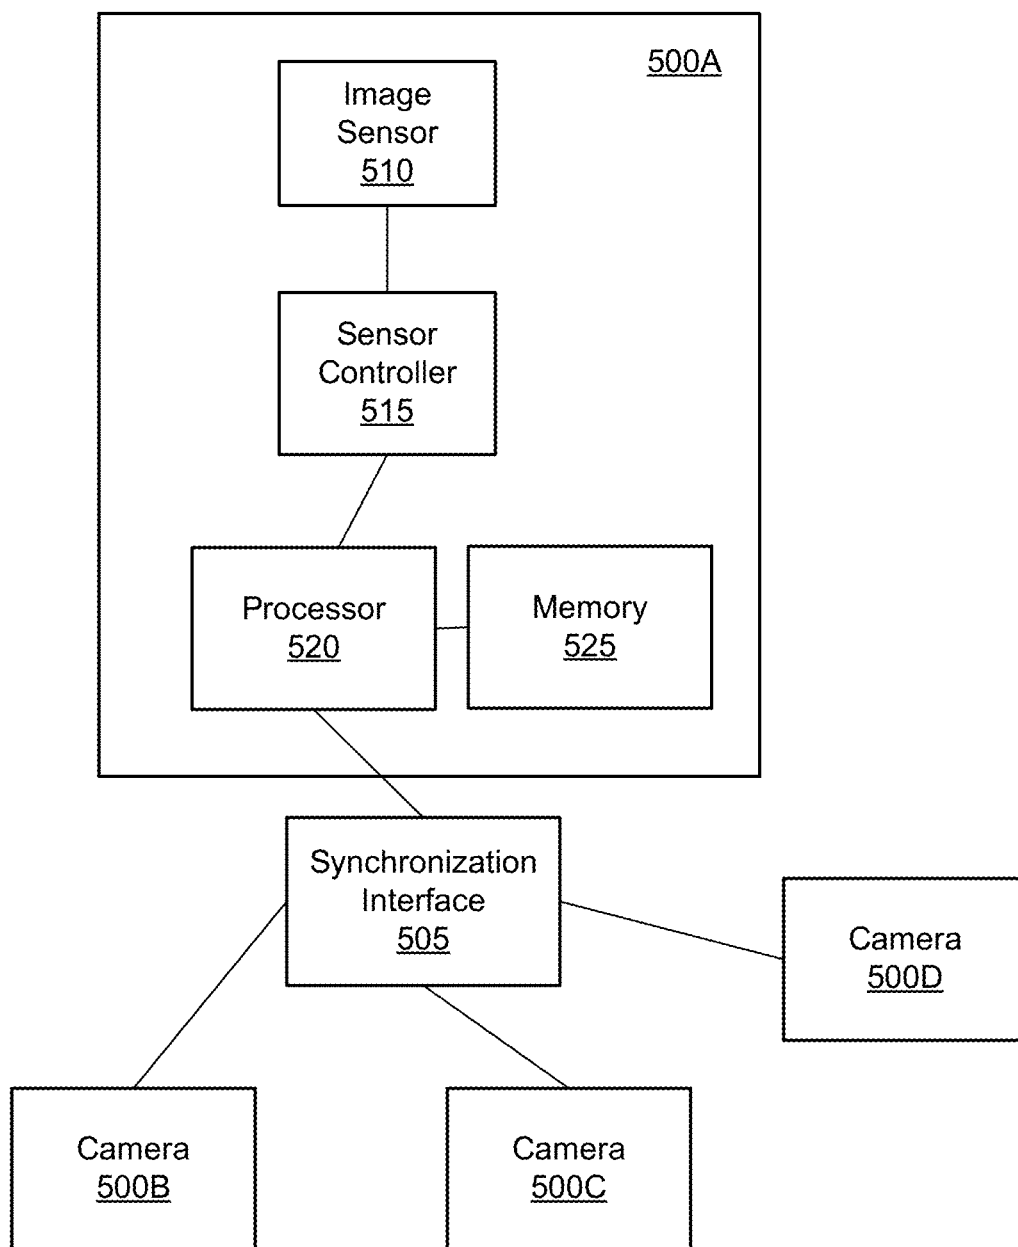 500A
Image
Sensor
510
Sensor
Controller
515
Processor
520
Memory
525
Synchronization
Interface
505
Camera
500D
Camera
500B
Camera
500C